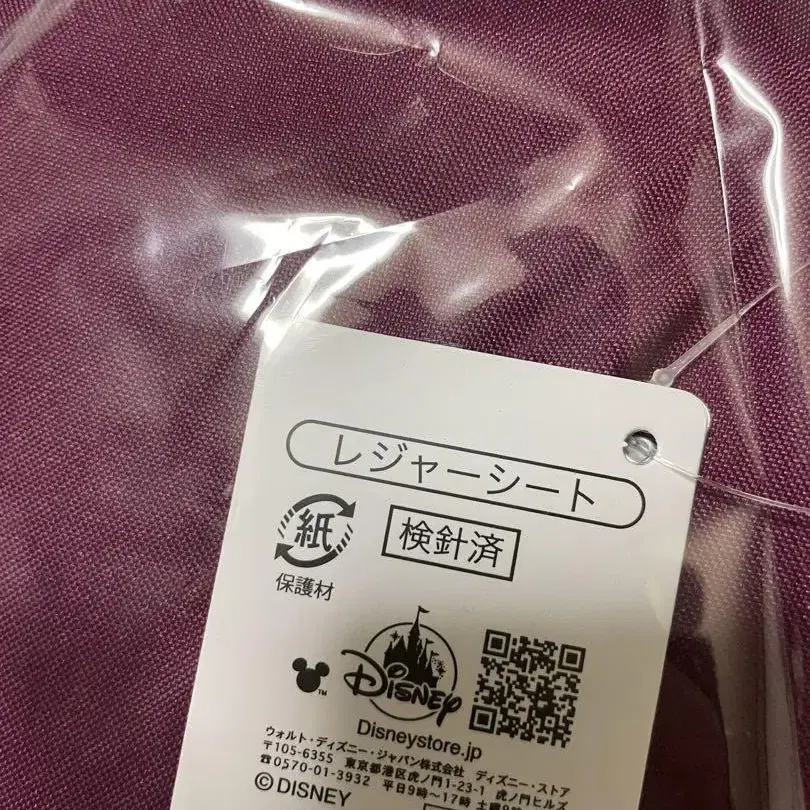 レジャーシート
紙
検針済
保護材
DISNEY
TM
Disneystore.jp
ウォルト・ディズニー・ジャパン株式会社 ディズニー・ストア
〒105-6355 東京都港区虎ノ門1-23-1 虎ノ門ヒルズ
☎0570-01-3932 平日9時〜17時 土曜
©DISNEY